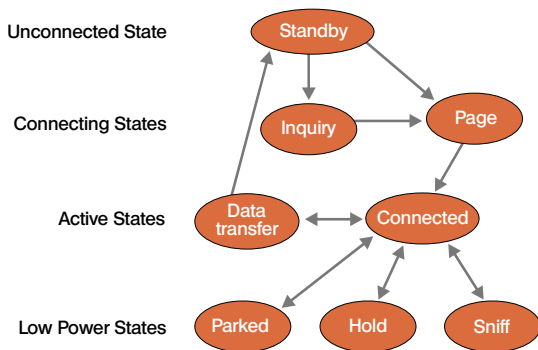 Unconnected State
Standby
Connecting States
Inquiry
Page
Active States
Data
transfer
Connected
Low Power States
Parked
Hold
Sniff